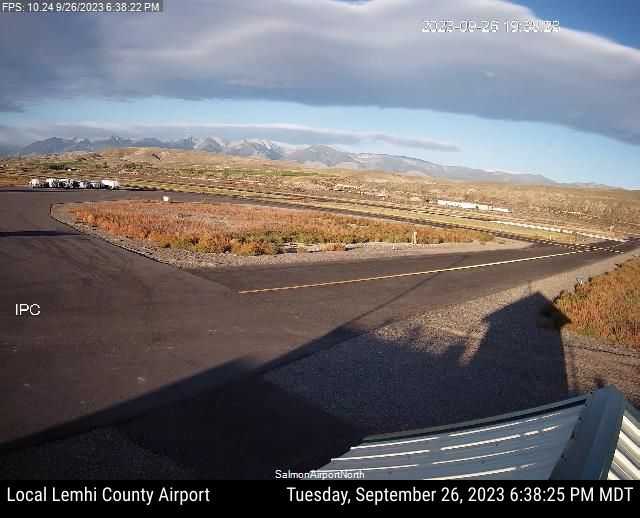 FPS: 10.24 9/26/2023 6:38:22 PM
2023-09-26 19:38:23
IPC
SalmonAirportNorth
Local Lemhi County Airport Tuesday, September 26, 2023 6:38:25 PM MDT